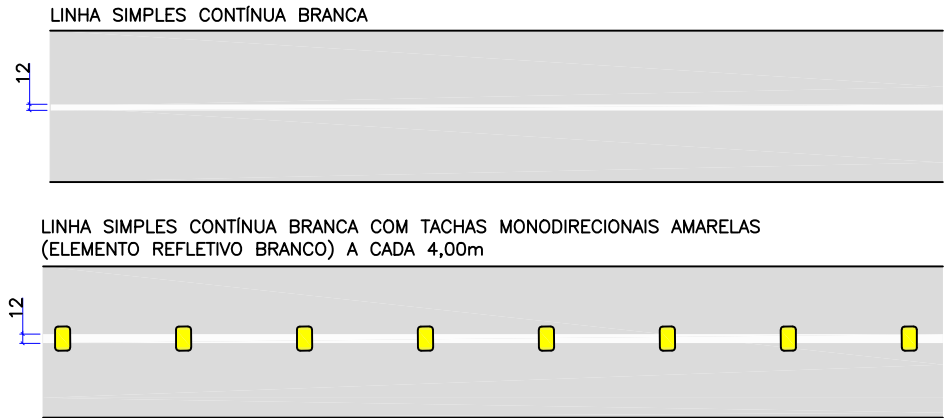 LINHA SIMPLES CONTÍNUA BRANCA
12
LINHA SIMPLES CONTÍNUA BRANCA COM TACHAS MONODIRECIONAIS AMARELAS
(ELEMENTO REFLETIVO BRANCO) A CADA 4,00m
12